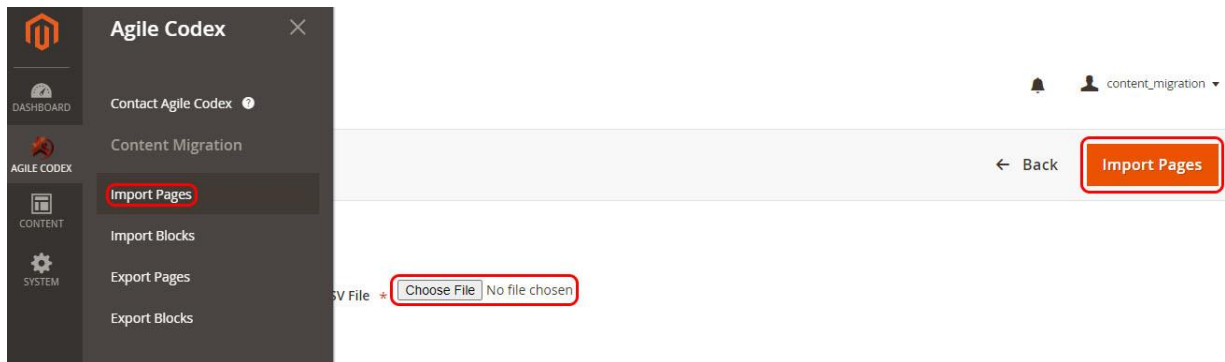 Agile Codex
DASHBOARD
Contact Agile Codex ?
content_migration
Content Migration
AGILE CODEX
← Back
Import Pages
Import Pages
CONTENT
Import Blocks
SYSTEM
Export Pages
SV File * Choose File No file chosen
Export Blocks